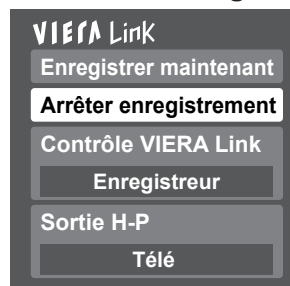 VIERA Link
Enregistrer maintenant
Arrêter enregistrement
Contrôle VIERA Link
Enregistreur
Sortie H-P
Télé